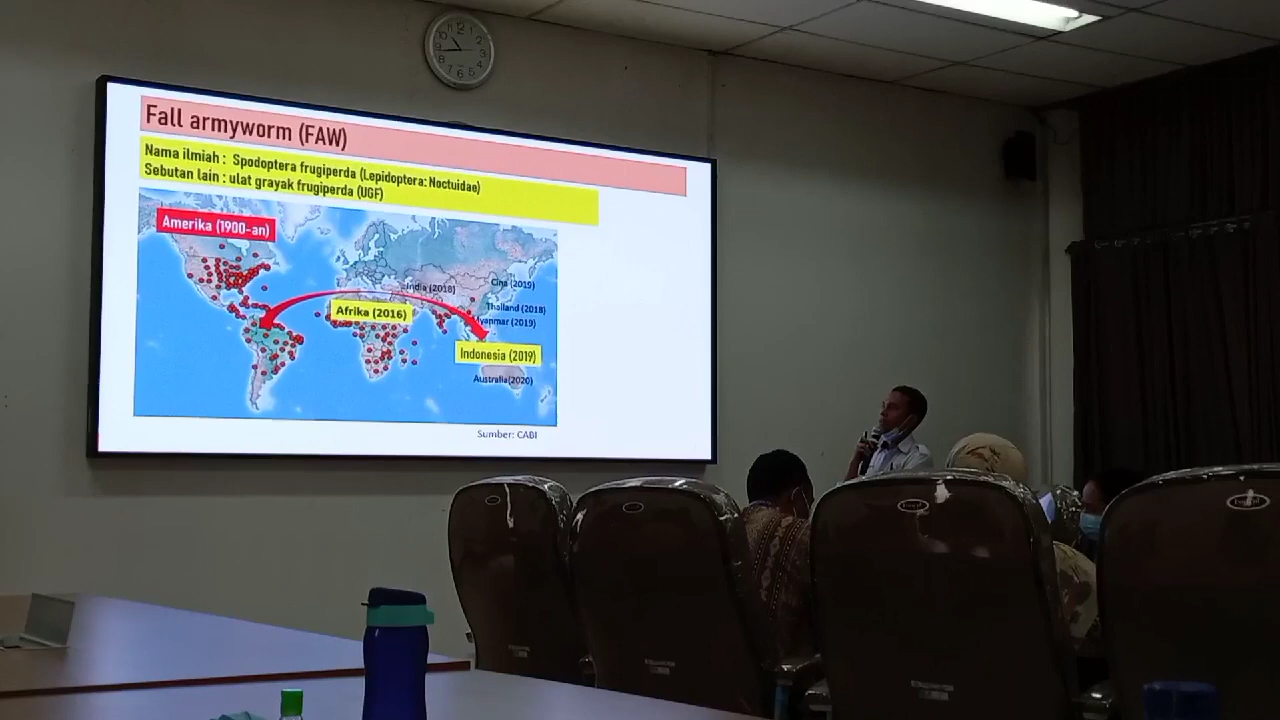 Fall armyworm (FAW)
Nama ilmiah : Spodoptera frugiperda (Lepidoptera: Noctuidae)
Sebutan lain : ulat grayak frugiperda (UGF)
Amerika (1900-an)
India (2018)
Cina (2019)
Afrika (2016)
Thailand (2018)
Myanmar (2019)
Indonesia (2019)
Australia(2020)
Sumber: CABI